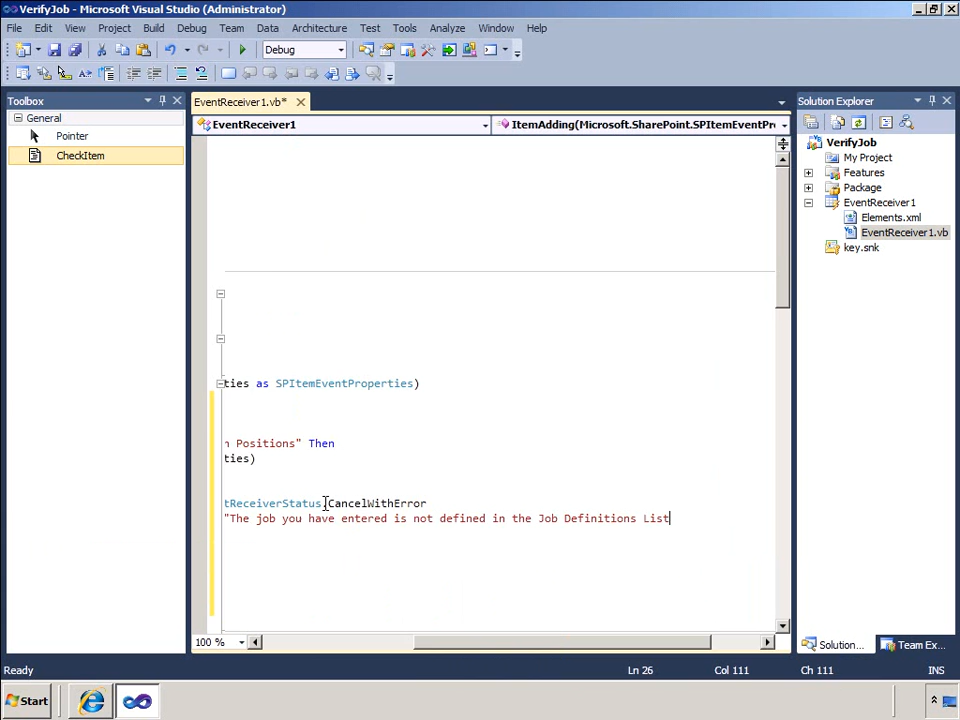 VerifyJob - Microsoft Visual Studio (Administrator)
File Edit View Project Build Debug Team Data Architecture Test Tools Analyze Window Help
Debug
Toolbox
General
Pointer
CheckItem
EventReceiver1.vb*
EventReceiver1
ItemAdding(Microsoft.SharePoint.SPItemEventPr
ties as SPItemEventProperties)
n Positions" Then
ties)
tReceiverStatus.CancelWithError
"The job you have entered is not defined in the Job Definitions List
100 %
Solution Explorer
VerifyJob
My Project
Features
Package
EventReceiver1
Elements.xml
EventReceiver1.vb
key.snk
Solution...
Team Ex...
Ready
Ln 26
Col 111
Ch 111
INS
Start